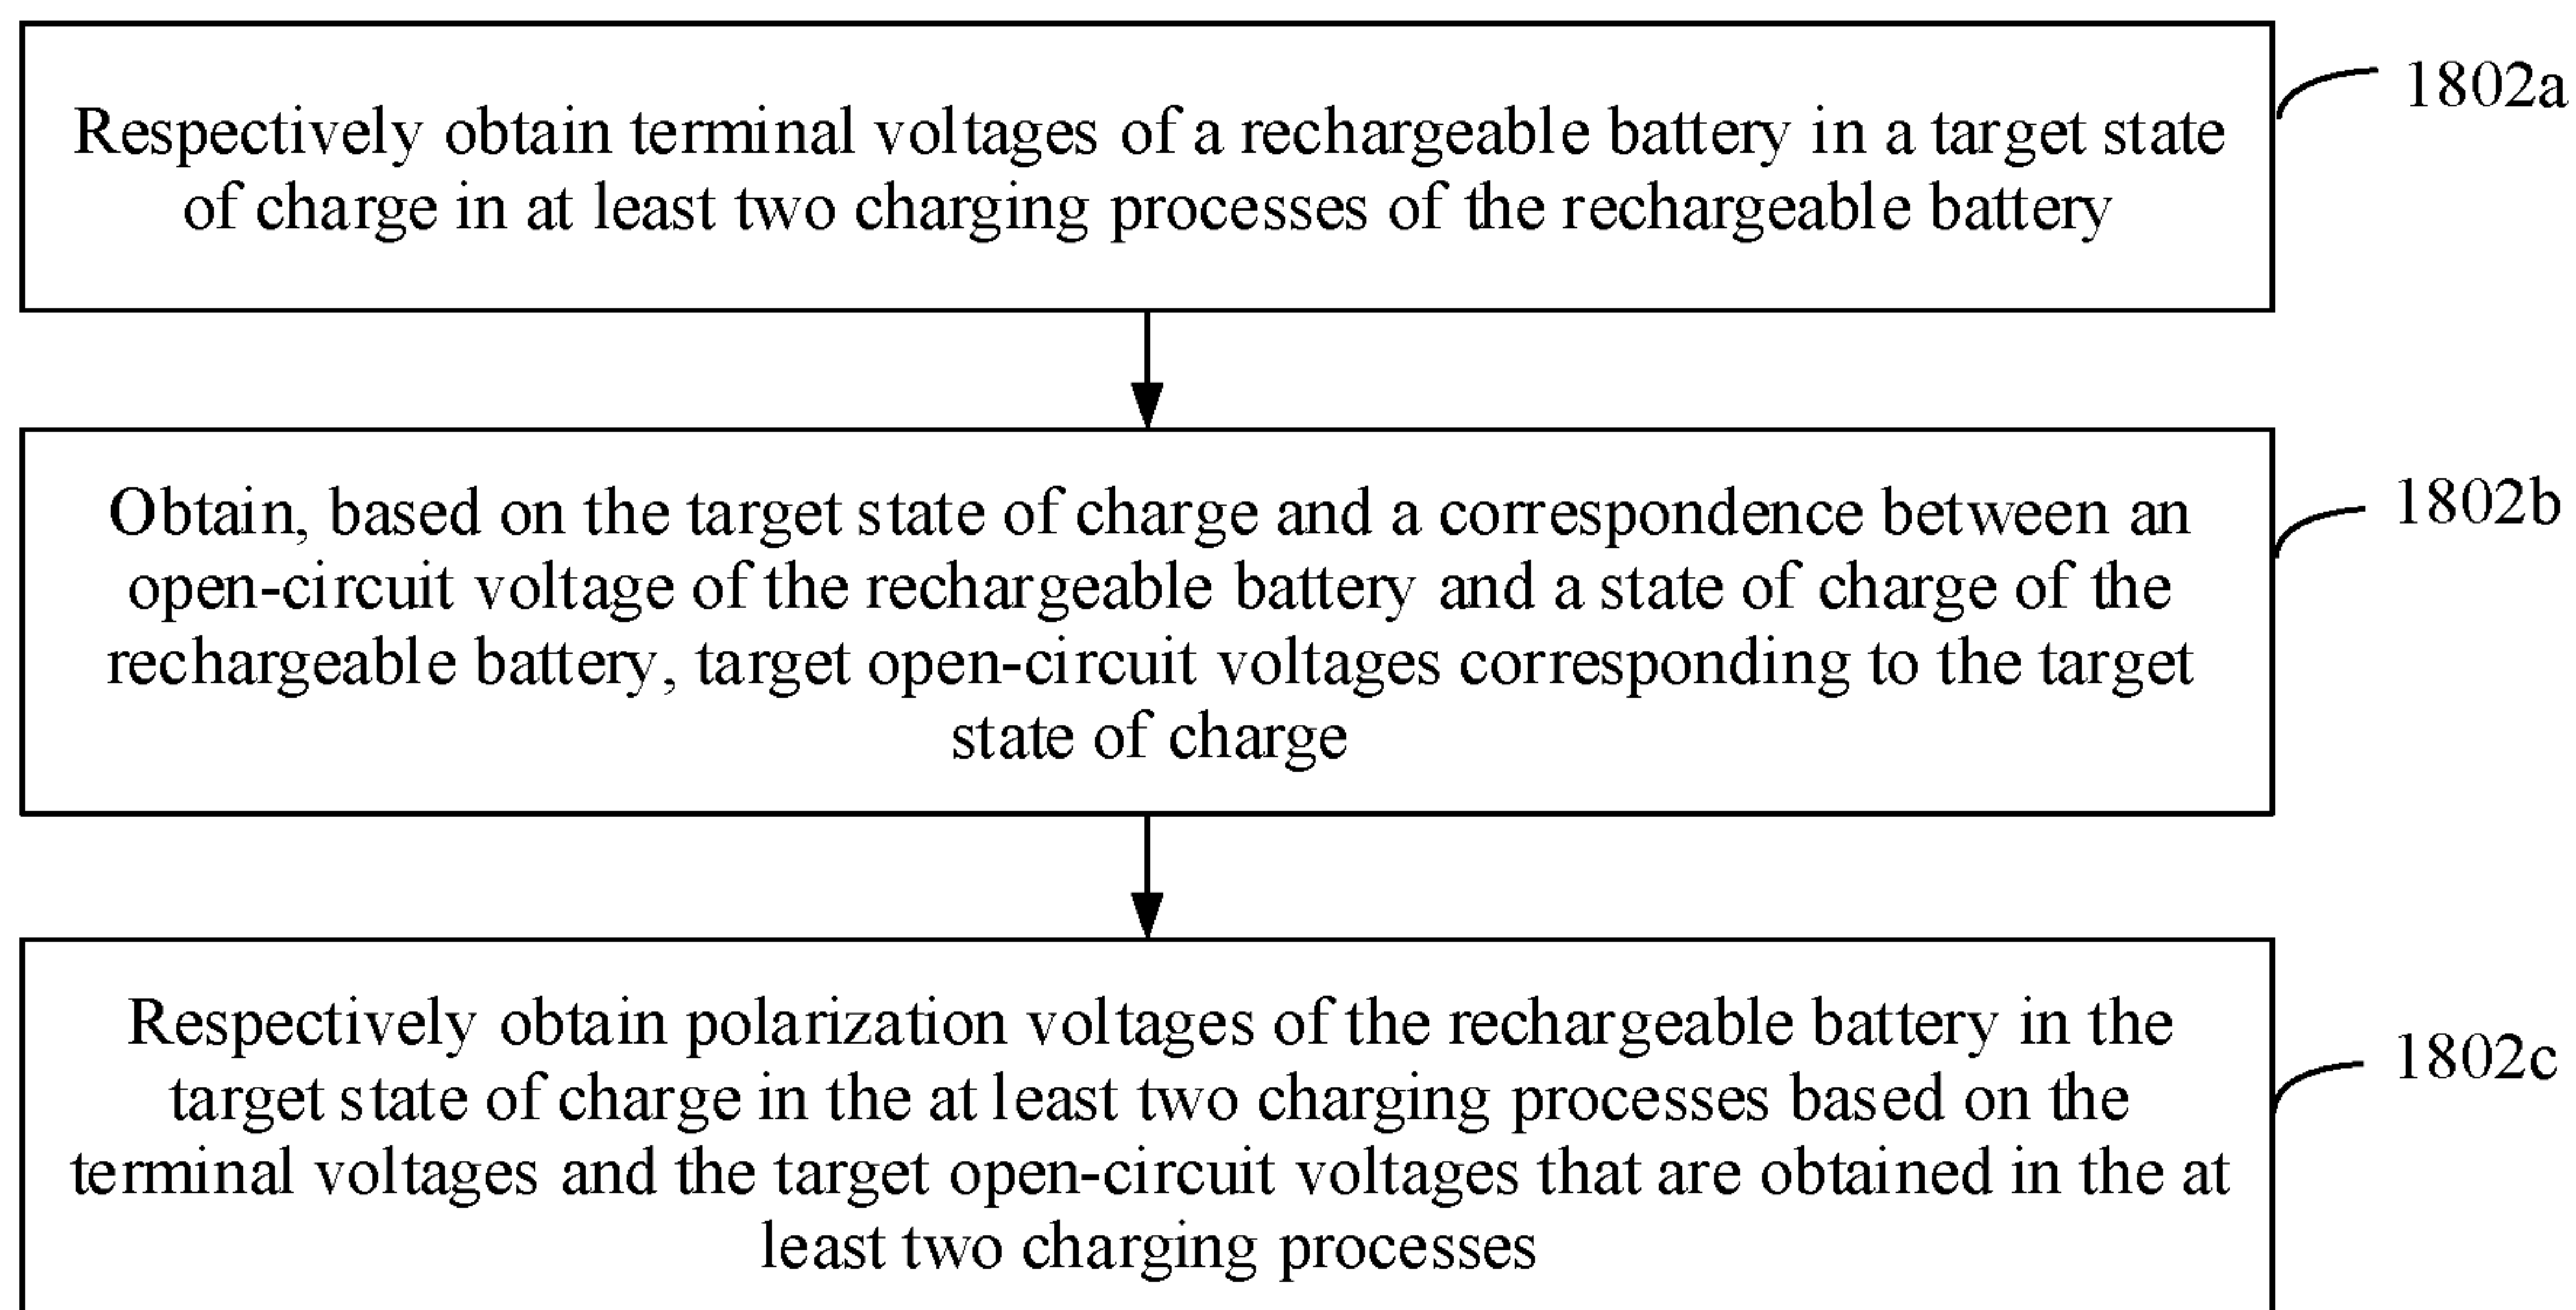 Respectively obtain terminal voltages of a rechargeable battery in a target state
of charge in at least two charging processes of the rechargeable battery
1802a
Obtain, based on the target state of charge and a correspondence between an
open-circuit voltage of the rechargeable battery and a state of charge of the
rechargeable battery, target open-circuit voltages corresponding to the target
state of charge
1802b
Respectively obtain polarization voltages of the rechargeable battery in the
target state of charge in the at least two charging processes based on the
terminal voltages and the target open-circuit voltages that are obtained in the at
least two charging processes
1802c